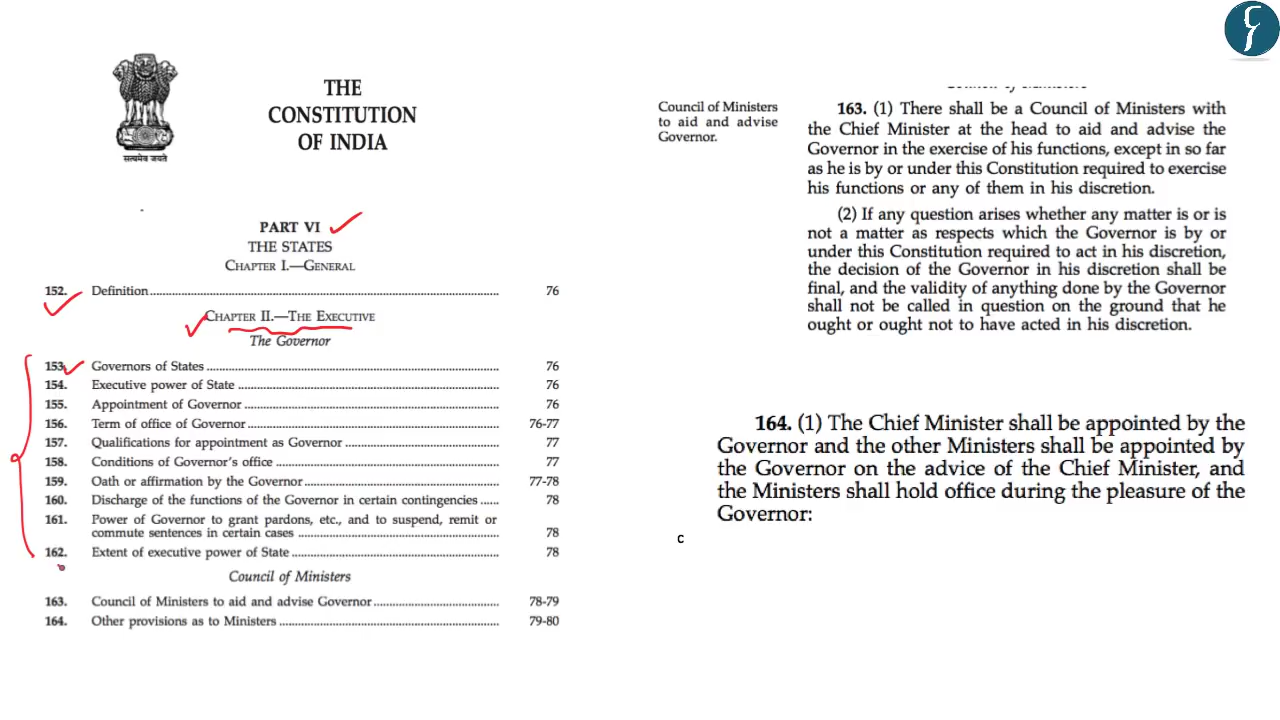 सत्यमेव जयते
THE
CONSTITUTION
OF INDIA
PART VI
THE STATES
CHAPTER I.—GENERAL
152. Definition 76
CHAPTER II.—THE EXECUTIVE
The Governor
153. Governors of States 76
154. Executive power of State 76
155. Appointment of Governor 76
156. Term of office of Governor 76-77
157. Qualifications for appointment as Governor 77
158. Conditions of Governor's office 77
159. Oath or affirmation by the Governor 77-78
160. Discharge of the functions of the Governor in certain contingencies 78
161. Power of Governor to grant pardons, etc., and to suspend, remit or
commute sentences in certain cases 78
162. Extent of executive power of State 78
Council of Ministers
163. Council of Ministers to aid and advise Governor 78-79
164. Other provisions as to Ministers 79-80
Council of Ministers
to aid and advise
Governor.
163. (1) There shall be a Council of Ministers with
the Chief Minister at the head to aid and advise the
Governor in the exercise of his functions, except in so far
as he is by or under this Constitution required to exercise
his functions or any of them in his discretion.
(2) If any question arises whether any matter is or is
not a matter as respects which the Governor is by or
under this Constitution required to act in his discretion,
the decision of the Governor in his discretion shall be
final, and the validity of anything done by the Governor
shall not be called in question on the ground that he
ought or ought not to have acted in his discretion.
164. (1) The Chief Minister shall be appointed by the
Governor and the other Ministers shall be appointed by
the Governor on the advice of the Chief Minister, and
the Ministers shall hold office during the pleasure of the
Governor:
c